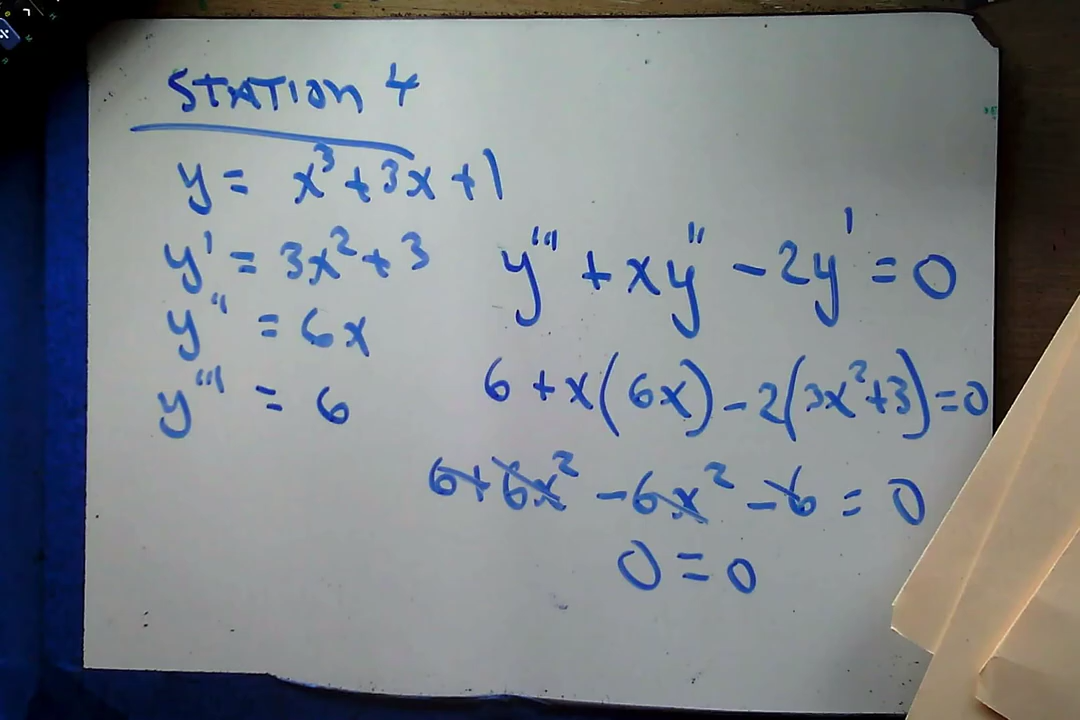 STATION 4
y = x³ + 3x + 1
y' = 3x² + 3
y'' = 6x
y''' = 6
y''' + xy'' - 2y' = 0
6 + x(6x) - 2(3x²+3) = 0
6 + 6x² - 6x² - 6 = 0
0 = 0